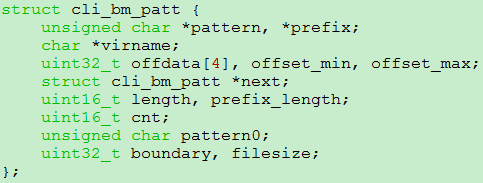 struct cli_bm_patt {
    unsigned char *pattern, *prefix;
    char *virname;
    uint32_t offdata[4], offset_min, offset_max;
    struct cli_bm_patt *next;
    uint16_t length, prefix_length;
    uint16_t cnt;
    unsigned char pattern0;
    uint32_t boundary, filesize;
};